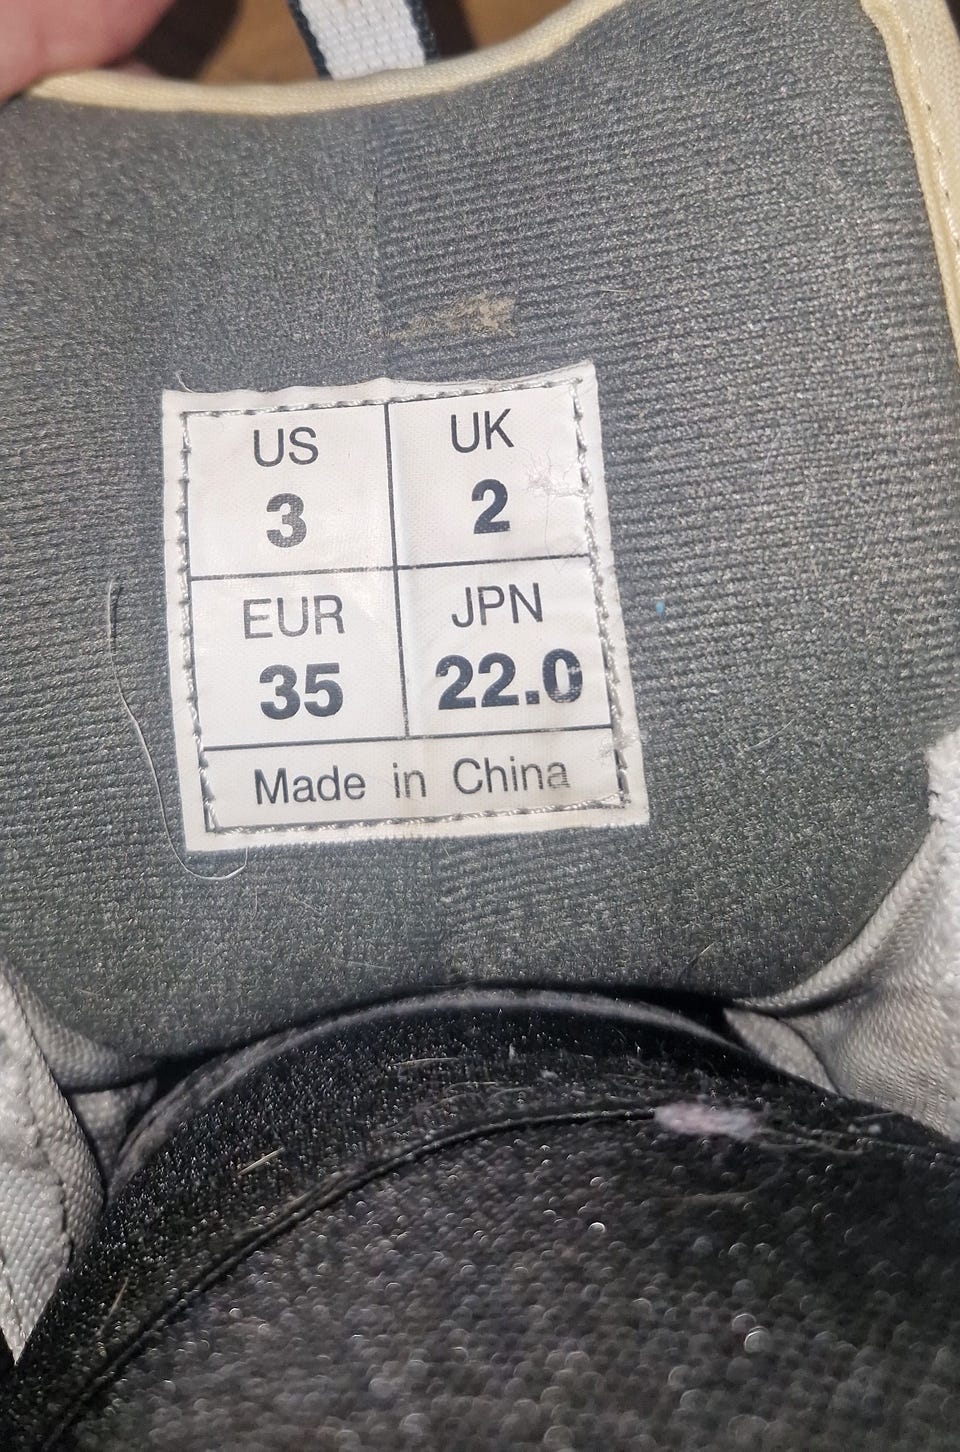 US UK
3 2
EUR JPN
35 22.0
Made in China